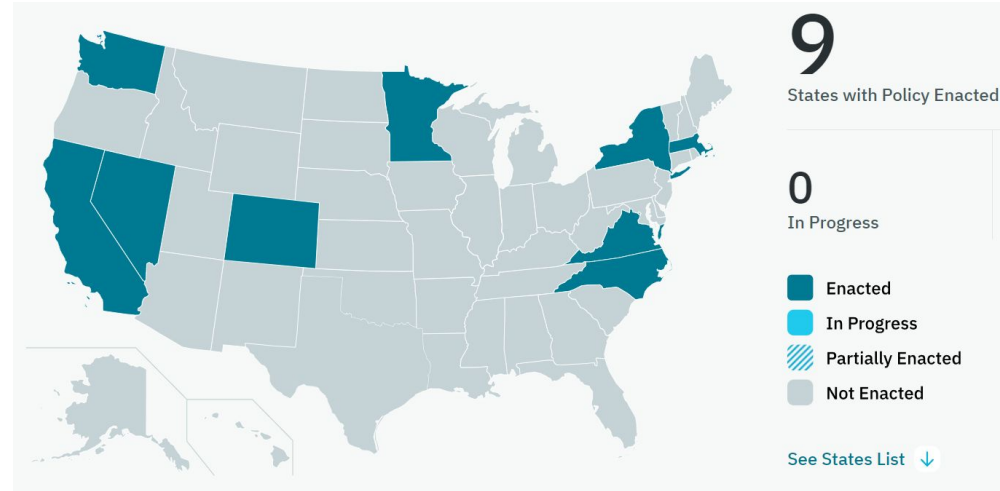 9
States with Policy Enacted
0
In Progress
Enacted
In Progress
Partially Enacted
Not Enacted
See States List ↓